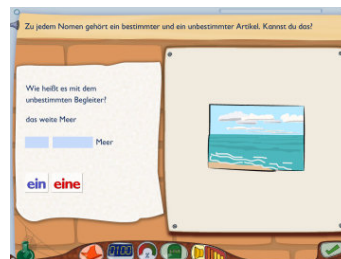 Zu jedem Nomen gehört ein bestimmter und ein unbestimmter Artikel. Kannst du das?
Wie heißt es mit dem
unbestimmten Begleiter?
das weite Meer
Meer
ein eine
0100